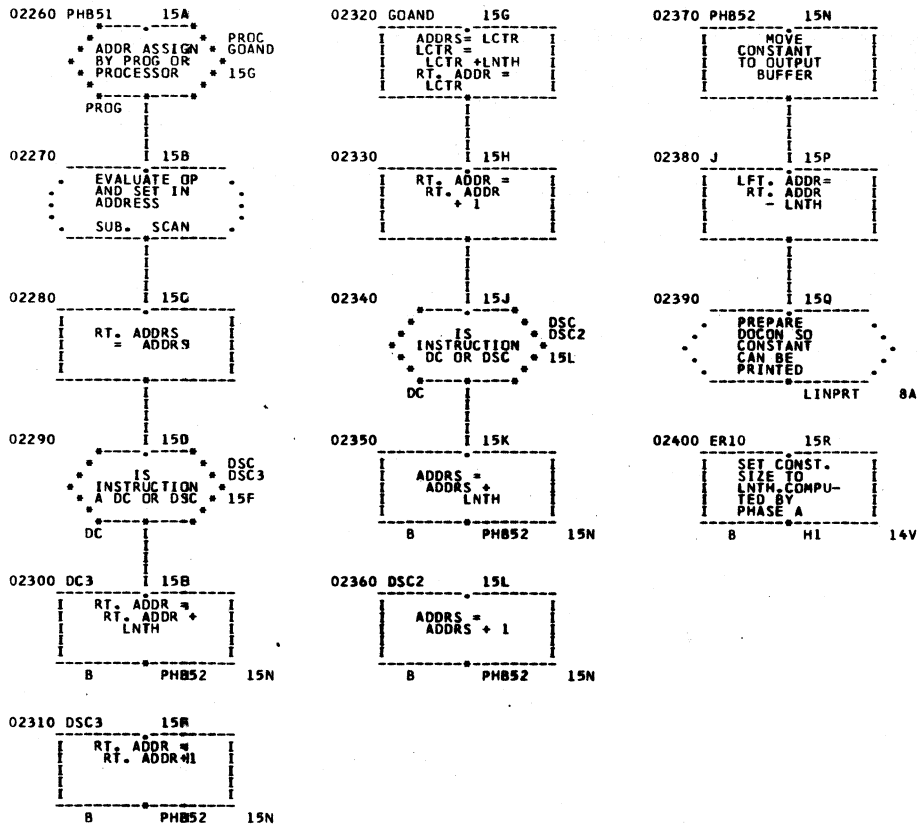 02260 PHB51 15A
ADDR ASSIGN
BY PROG OR
PROCESSOR
PROC
GOAND
15G
PROG
02270 15B
EVALUATE OP
AND SET IN
ADDRESS
SUB. SCAN
02280 15C
RT. ADDRS
= ADDRS
02290 15D
IS
INSTRUCTION
A DC OR DSC
DSC
DSC3
15F
DC
02300 DC3 15B
RT. ADDR =
RT. ADDR +
LNTH
B PHB52 15N
02310 DSC3 15F
RT. ADDR =
RT. ADDR+1
B PHB52 15N
02320 GOAND 15G
ADDRS= LCTR
LCTR =
LCTR +LNTH
RT. ADDR =
LCTR
02330 15H
RT. ADDR =
RT. ADDR
+ 1
02340 15J
IS
INSTRUCTION
DC OR DSC
DSC
DSC2
15L
DC
02350 15K
ADDRS =
ADDRS +
LNTH
B PHB52 15N
02360 DSC2 15L
ADDRS =
ADDRS + 1
B PHB52 15N
02370 PHB52 15N
MOVE
CONSTANT
TO OUTPUT
BUFFER
02380 J 15P
LFT. ADDR=
RT. ADDR
- LNTH
02390 15Q
PREPARE
DOCON SO
CONSTANT
CAN BE
PRINTED
LINPRT 8A
02400 ER10 15R
SET CONST.
SIZE TO
LNTH.COMPU-
TED BY
PHASE A
B H1 14V